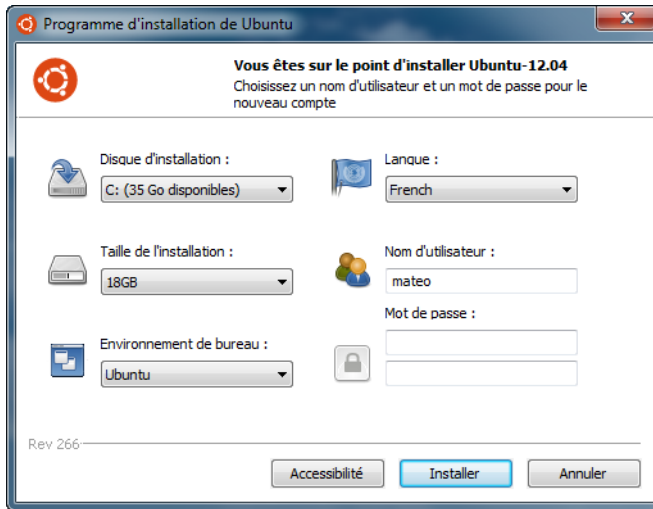 Programme d'installation de Ubuntu
Vous êtes sur le point d'installer Ubuntu-12.04
Choisissez un nom d'utilisateur et un mot de passe pour le
nouveau compte
Disque d'installation :
C: (35 Go disponibles)
Langue :
French
Taille de l'installation :
18GB
Nom d'utilisateur :
mateo
Mot de passe :
Environnement de bureau :
Ubuntu
Rev 266
Accessibilité
Installer
Annuler